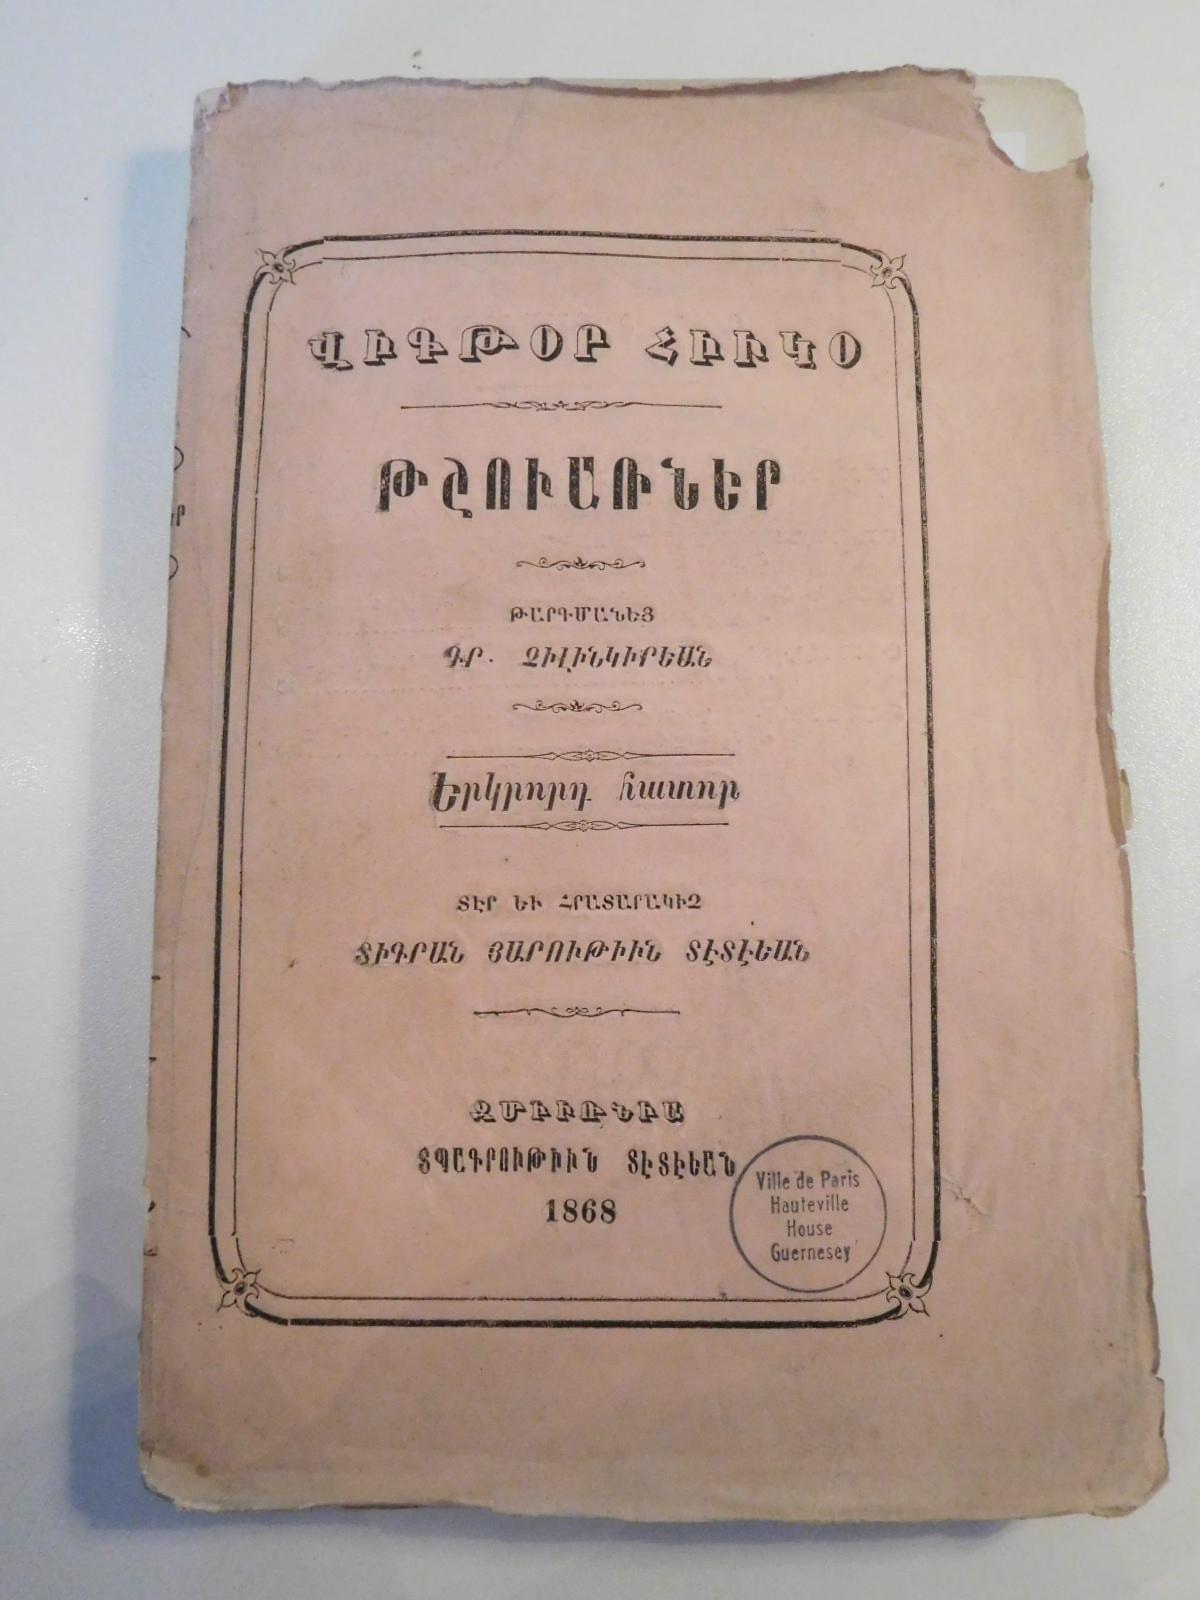 ՎԻԳԹՕՐ ՀԻՒԿՕ
ԹՇՈՒԱՌՆԵՐ
ԹԱՐԳՄԱՆԵՑ
ԳՐ. ՉԻԼԻՆԿԻՐԵԱՆ
Երկրորդ հատոր
ՏԷՐ ԵՒ ՀՐԱՏԱՐԱԿԻՉ
ՏԻԳՐԱՆ ՅԱՐՈՒԹԻՒՆ ՏԷՏԷԵԱՆ
ԶՄԻՒՌՆԻԱ
ՏՊԱԳՐՈՒԹԻՒՆ ՏԷՏԷԵԱՆ
1868
Ville de Paris
Hauteville
House
Guernesey